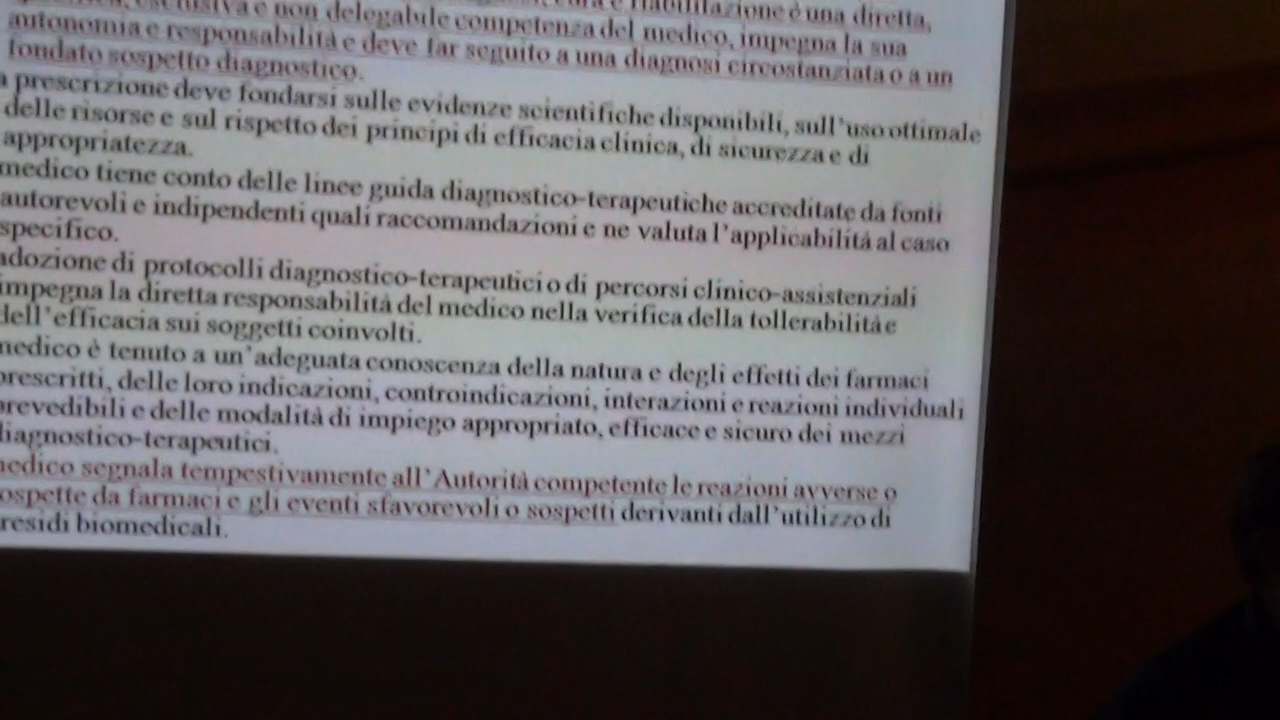 cura e riabilitazione è una diretta,
esclusiva e non delegabile competenza del medico, impegna la sua
autonomia e responsabilità e deve far seguito a una diagnosi circostanziata o a un
fondato sospetto diagnostico.
a prescrizione deve fondarsi sulle evidenze scientifiche disponibili, sull'uso ottimale
delle risorse e sul rispetto dei principi di efficacia clinica, di sicurezza e di
appropriatezza.
medico tiene conto delle linee guida diagnostico-terapeutiche accreditate da fonti
autorevoli e indipendenti quali raccomandazioni e ne valuta l'applicabilità al caso
specifico.
adozione di protocolli diagnostico-terapeutici o di percorsi clinico-assistenziali
impegna la diretta responsabilità del medico nella verifica della tollerabilità e
dell'efficacia sui soggetti coinvolti.
medico è tenuto a un'adeguata conoscenza della natura e degli effetti dei farmaci
prescritti, delle loro indicazioni, controindicazioni, interazioni e reazioni individuali
prevedibili e delle modalità di impiego appropriato, efficace e sicuro dei mezzi
diagnostico-terapeutici.
medico segnala tempestivamente all'Autorità competente le reazioni avverse o
ospette da farmaci e gli eventi sfavorevoli o sospetti derivanti dall'utilizzo di
residi biomedicali.